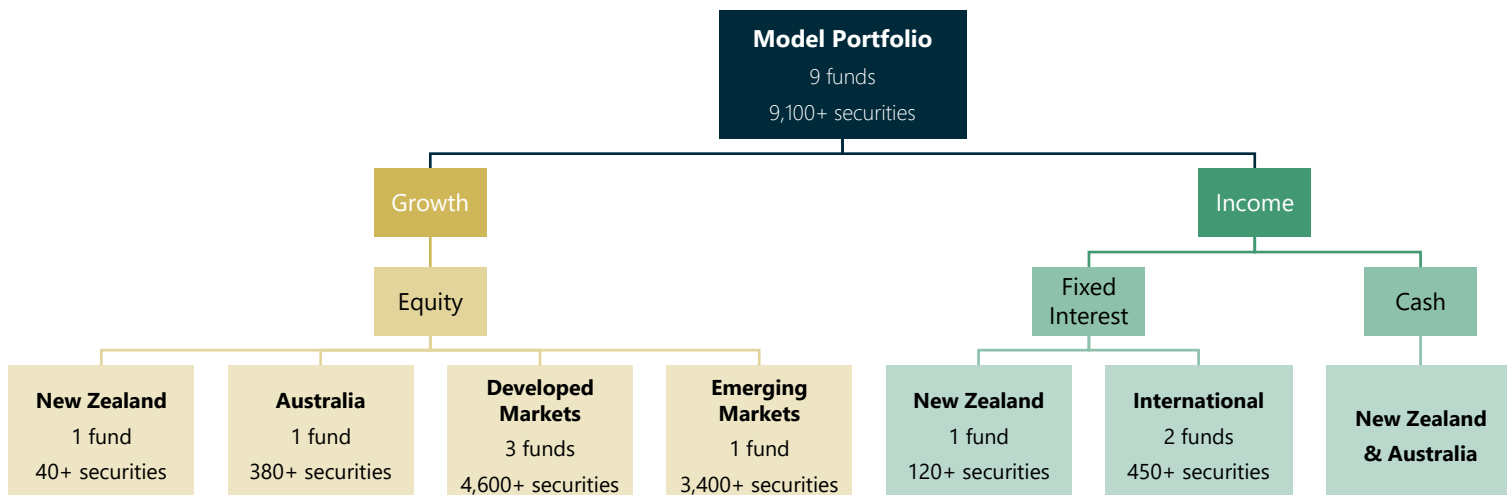 Model Portfolio
9 funds
9,100+ securities
Growth
Income
Equity
Fixed
Interest
Cash
New Zealand
1 fund
40+ securities
Australia
1 fund
380+ securities
Developed
Markets
3 funds
4,600+ securities
Emerging
Markets
1 fund
3,400+ securities
New Zealand
1 fund
120+ securities
International
2 funds
450+ securities
New Zealand
& Australia